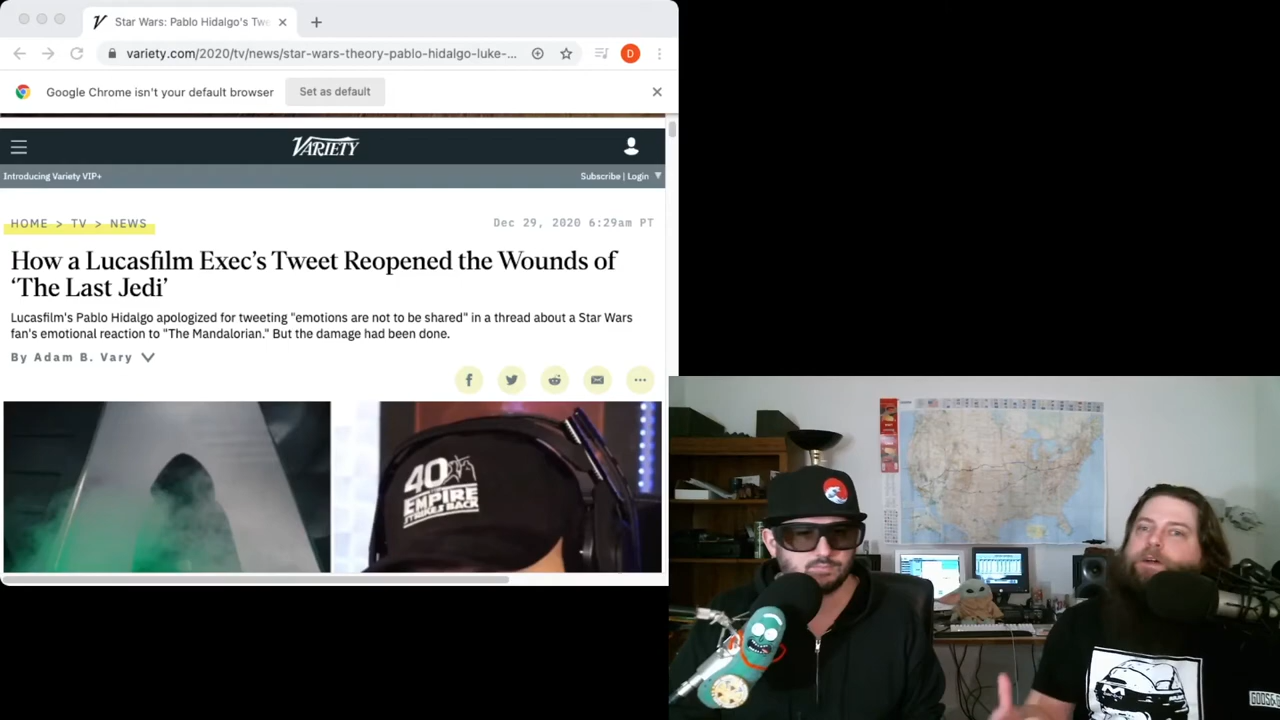 Star Wars: Pablo Hidalgo's Twe
variety.com/2020/tv/news/star-wars-theory-pablo-hidalgo-luke-...
D
Google Chrome isn't your default browser
Set as default
VARIETY
Introducing Variety VIP+
Subscribe | Login
HOME > TV > NEWS
Dec 29, 2020 6:29am PT
How a Lucasfilm Exec's Tweet Reopened the Wounds of
'The Last Jedi'
Lucasfilm's Pablo Hidalgo apologized for tweeting "emotions are not to be shared" in a thread about a Star Wars
fan's emotional reaction to "The Mandalorian." But the damage had been done.
By Adam B. Vary
40
EMPIRE
STRIKES BACK